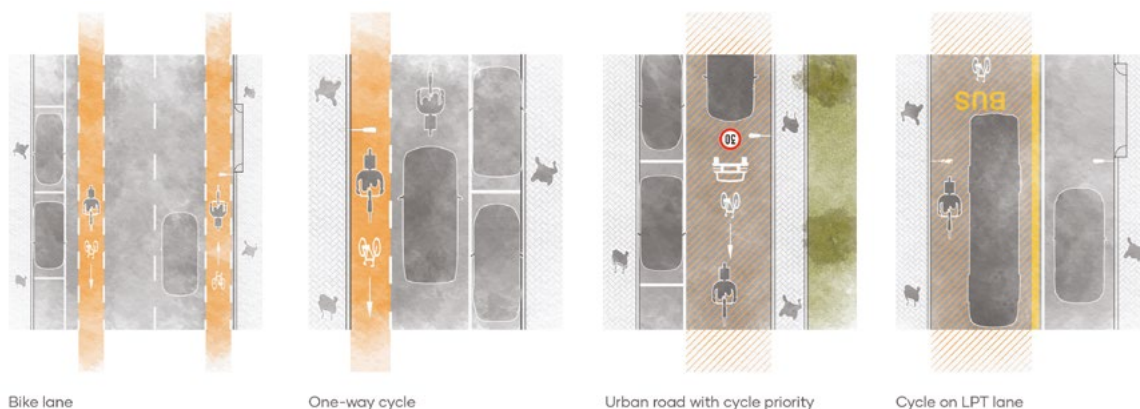 30
BUS
Bike lane
One-way cycle
Urban road with cycle priority
Cycle on LPT lane